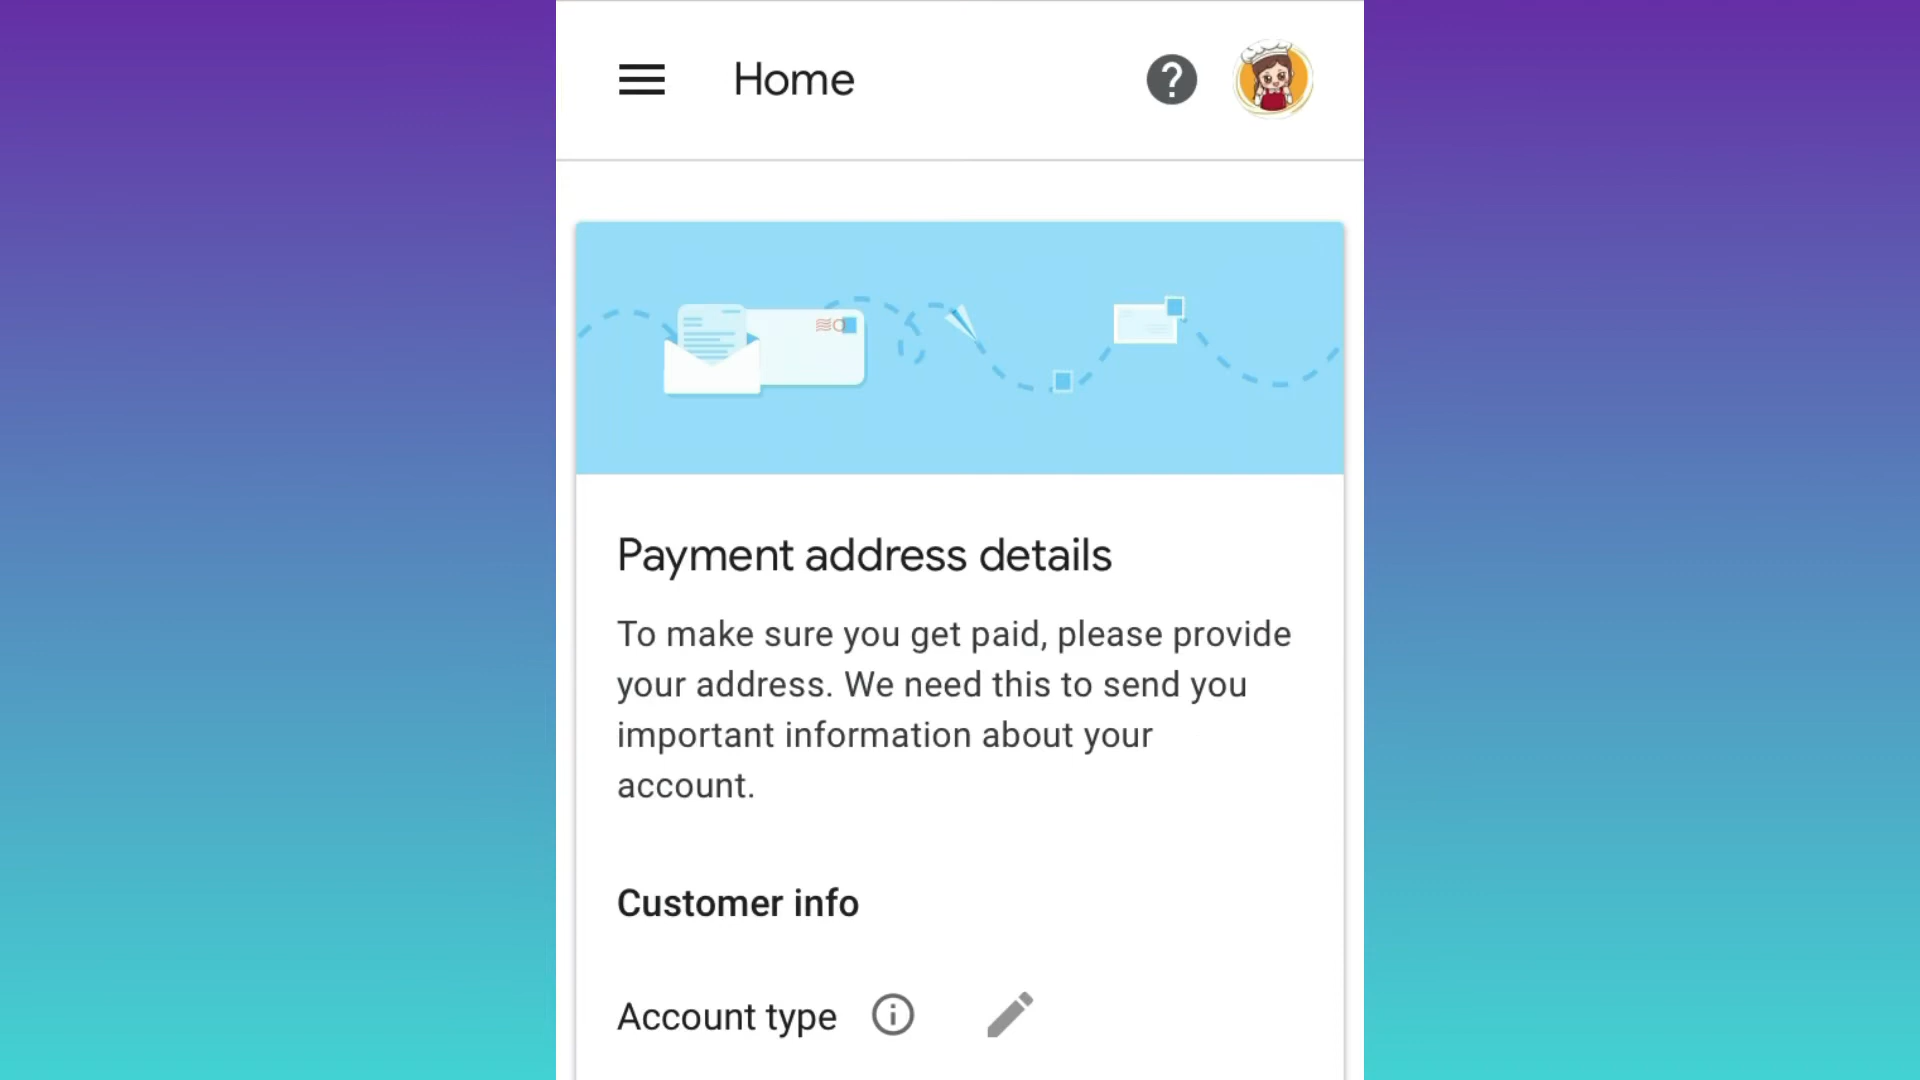 Home
Payment address details
To make sure you get paid, please provide
your address. We need this to send you
important information about your
account.
Customer info
Account type